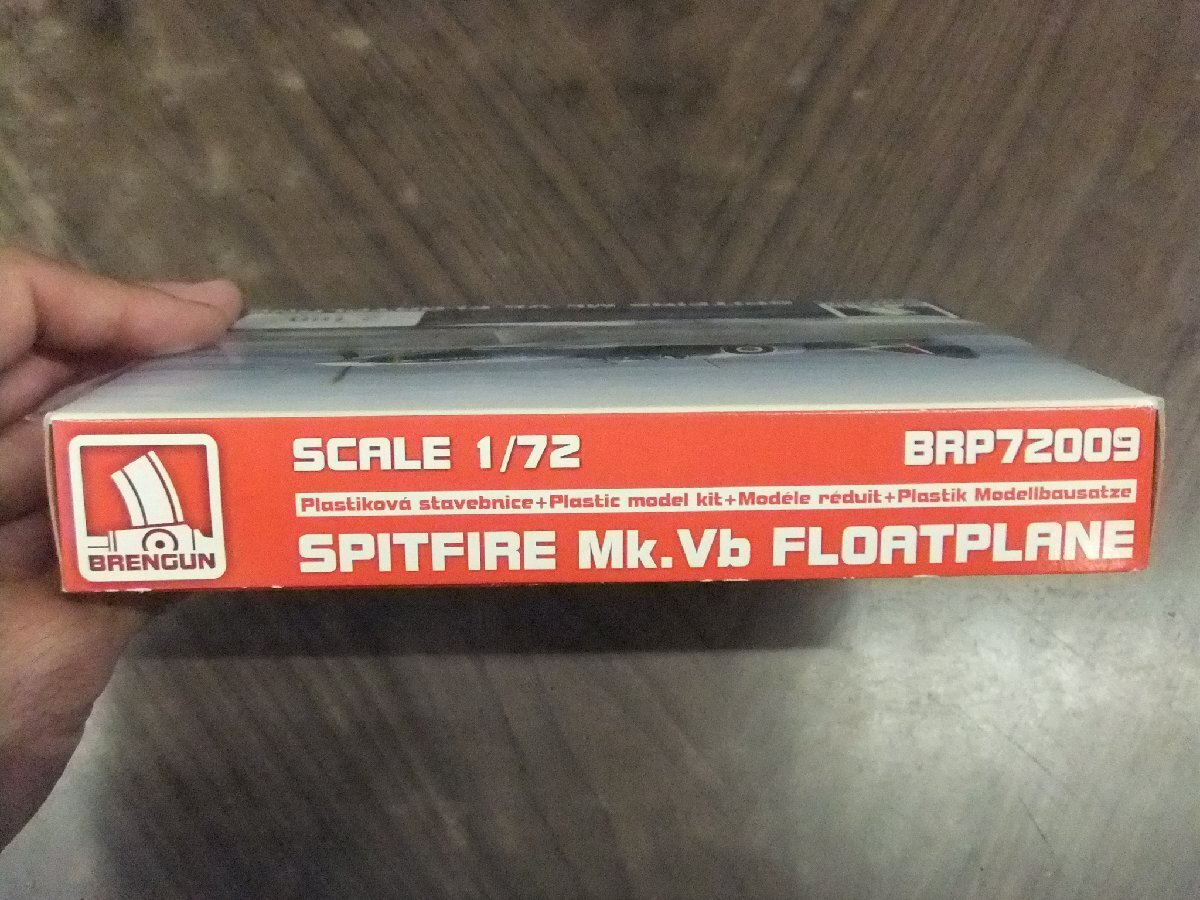 SCALE 1/72
BRP72009
Plastiková stavebnice+Plastic model kit+Modéle réduit+Plastik Modellbausatze
SPITFIRE Mk.Vb FLOATPLANE
BRENGUN